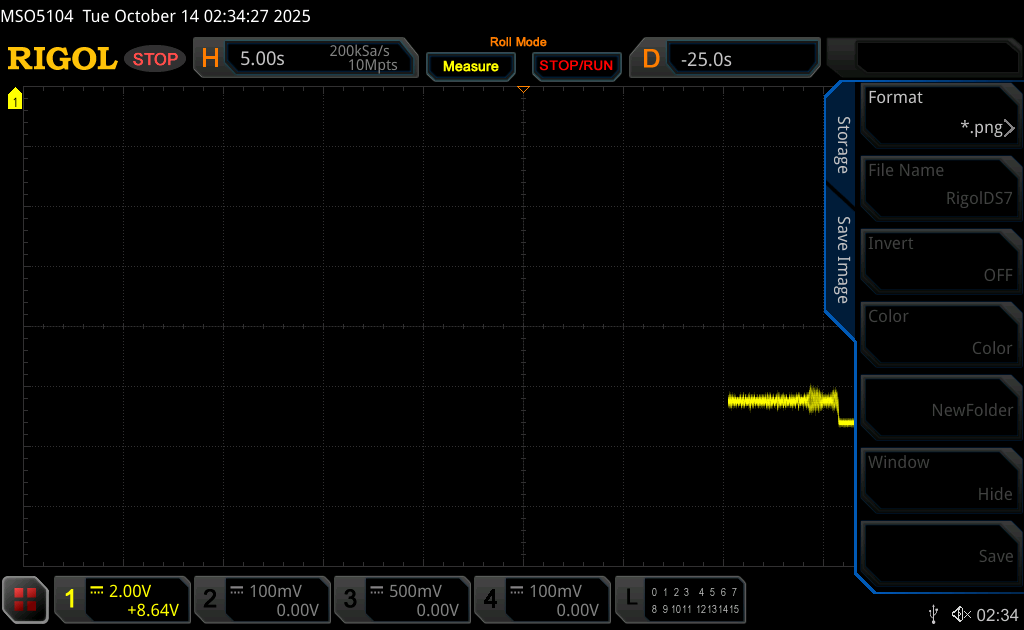 MSO5104 Tue October 14 02:34:27 2025
RIGOL STOP H 5.00s 200kSa/s 10Mpts Roll Mode Measure STOP/RUN D -25.0s
1
Storage
Save Image
Format
*.png
File Name
RigolDS7
Invert
OFF
Color
Color
NewFolder
Window
Hide
Save
1 2.00V +8.64V
2 100mV 0.00V
3 500mV 0.00V
4 100mV 0.00V
L 0 1 2 3 4 5 6 7
8 9 10 11 12 13 14 15
02:34